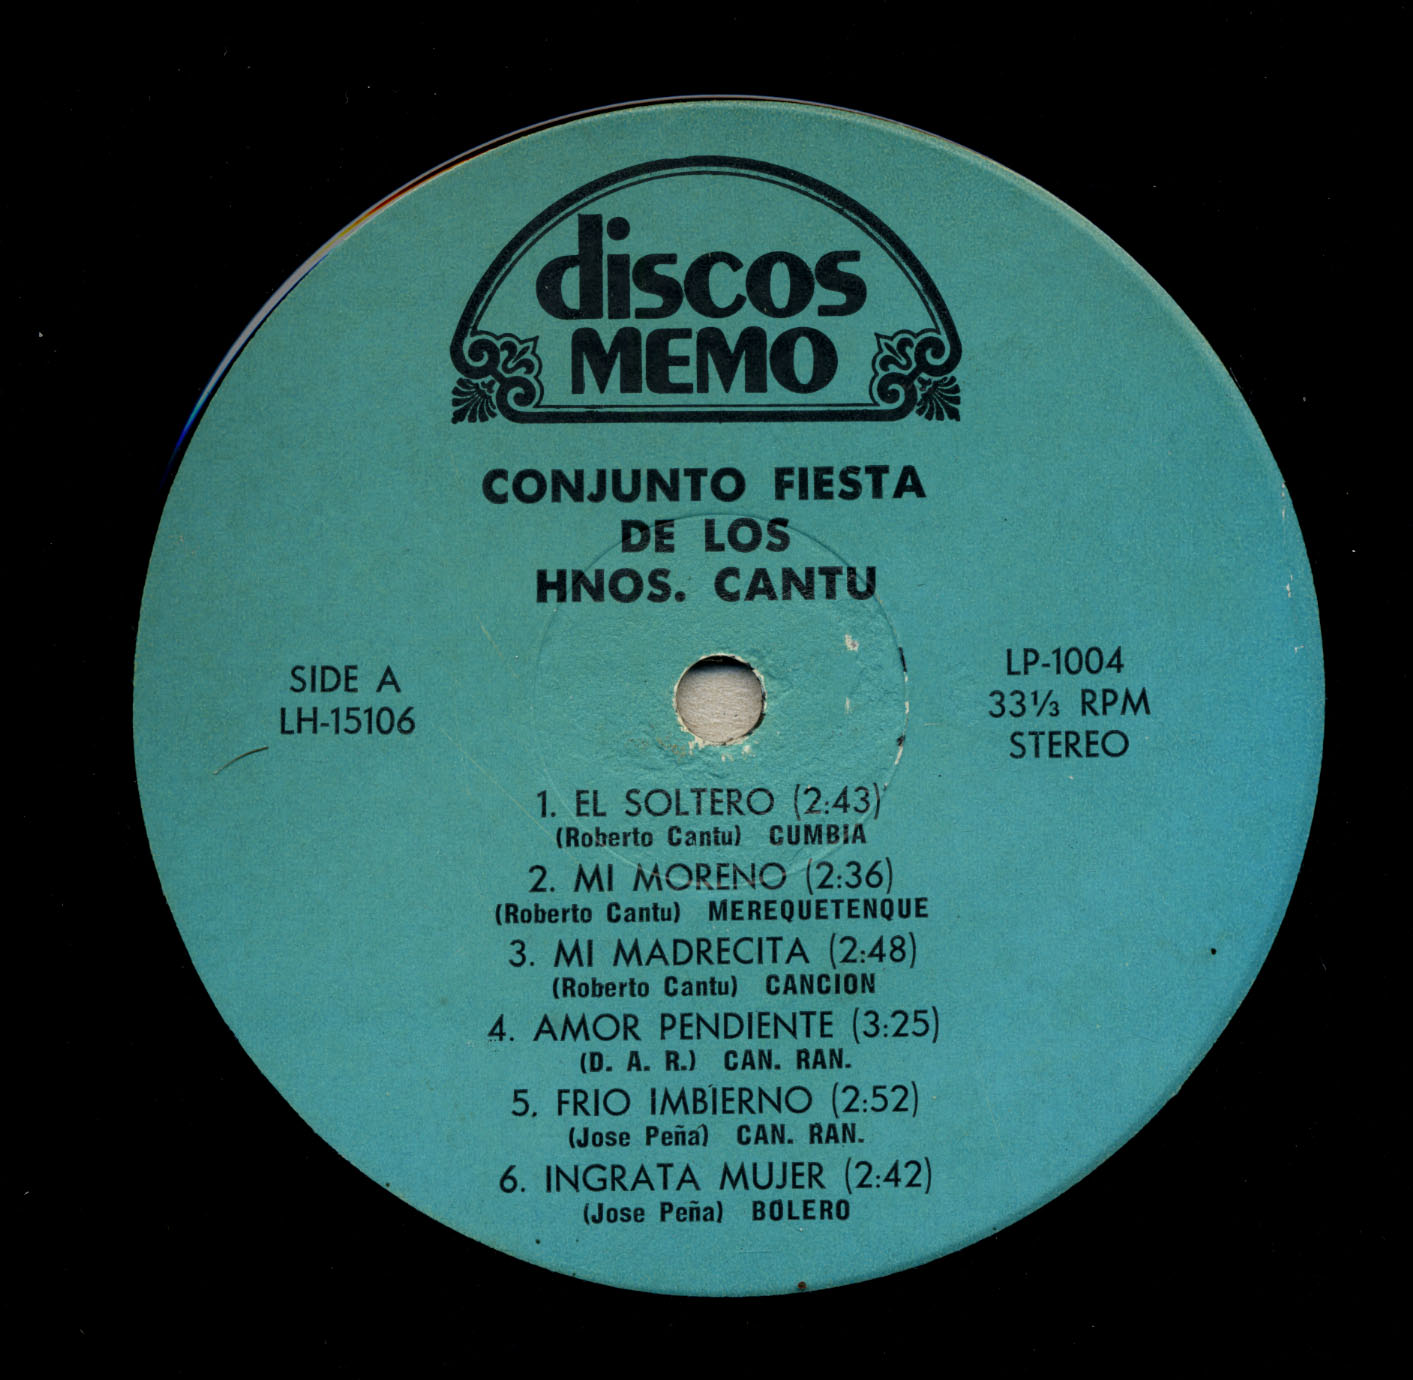 discos
MEMO
CONJUNTO FIESTA
DE LOS
HNOS. CANTU
SIDE A
LH-15106
LP-1004
33⅓ RPM
STEREO
1. EL SOLTERO (2:43)
(Roberto Cantu) CUMBIA
2. MI MORENO (2:36)
(Roberto Cantu) MEREQUETENQUE
3. MI MADRECITA (2:48)
(Roberto Cantu) CANCION
4. AMOR PENDIENTE (3:25)
(D. A. R.) CAN. RAN.
5. FRIO IMBIERNO (2:52)
(Jose Peña) CAN. RAN.
6. INGRATA MUJER (2:42)
(Jose Peña) BOLERO